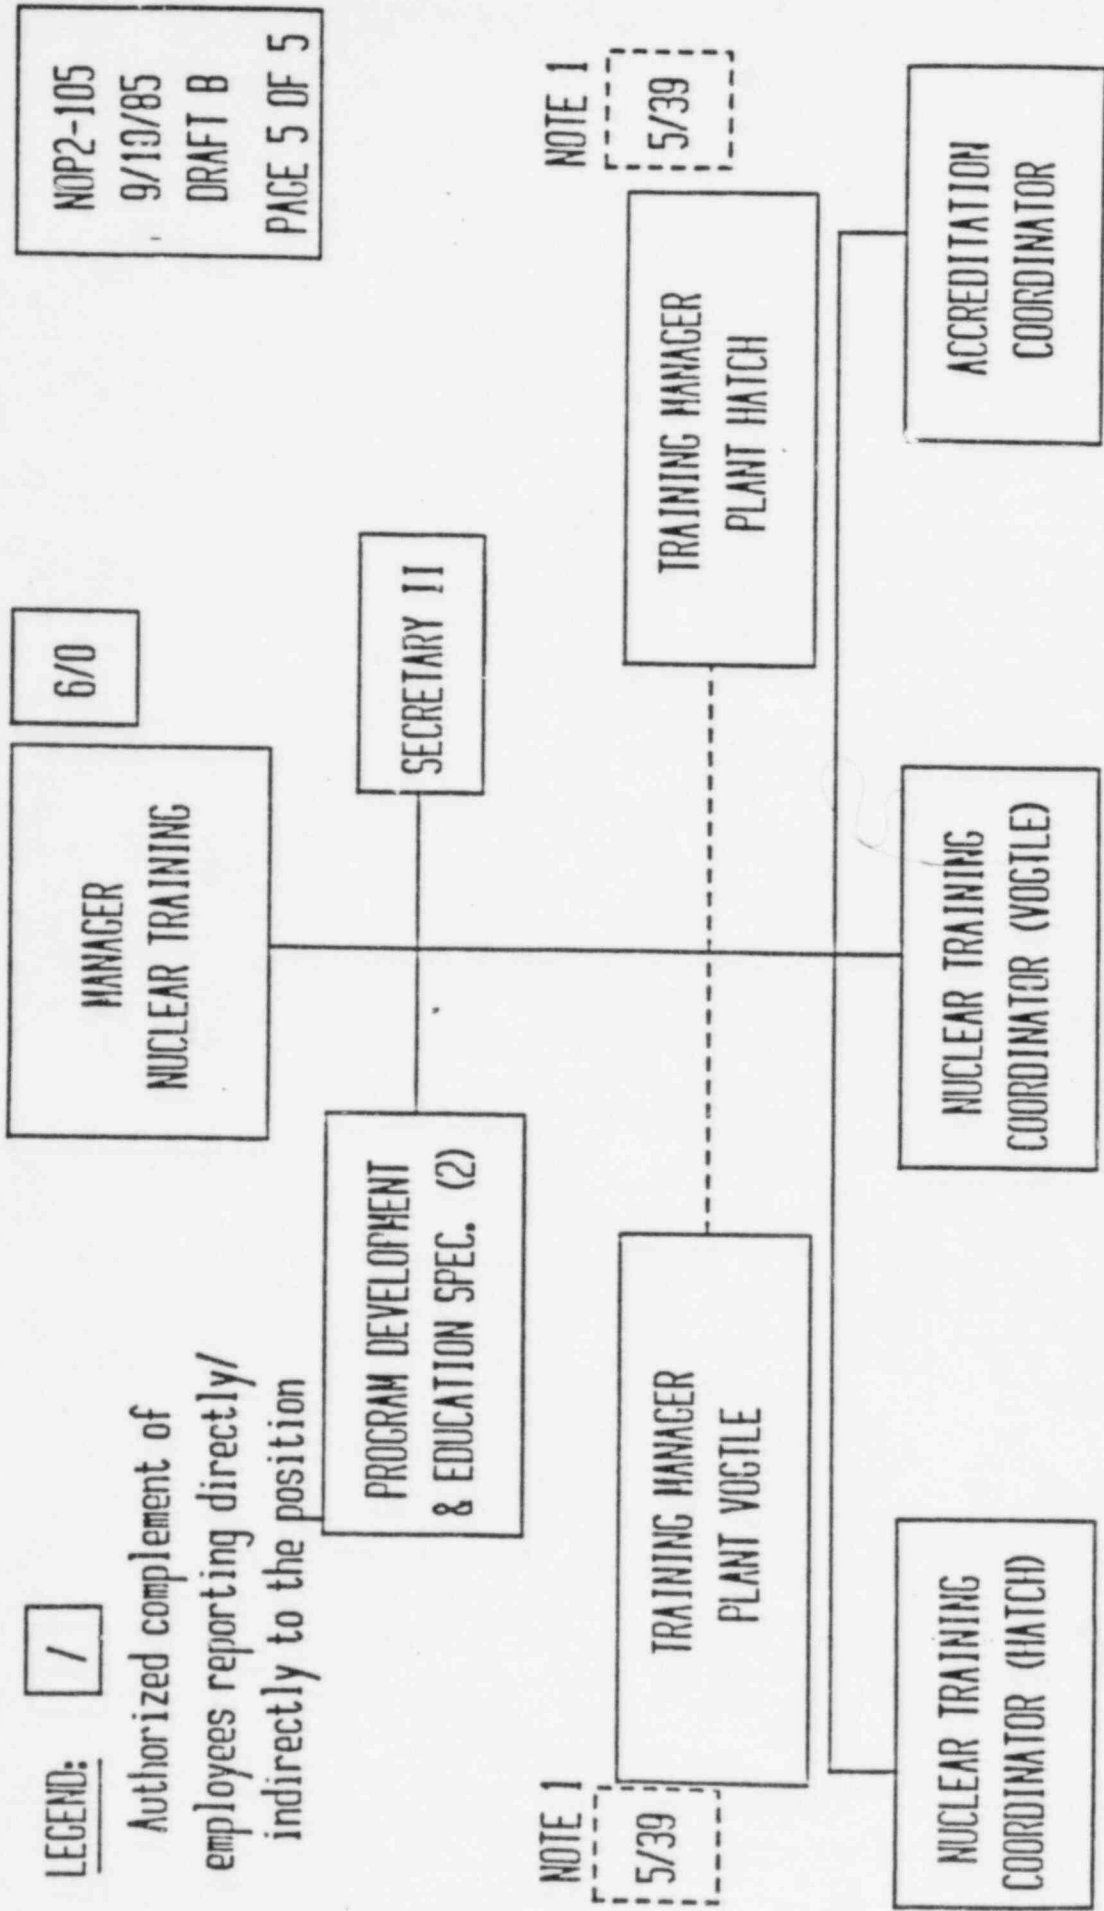 LEGEND:
/
Authorized complement of
employees reporting directly/
indirectly to the position
MANAGER
NUCLEAR TRAINING
6/0
NOP2-105
9/10/85
DRAFT B
PAGE 5 OF 5
PROGRAM DEVELOPMENT
& EDUCATION SPEC. (2)
SECRETARY II
NOTE 1
5/39
TRAINING MANAGER
PLANT VOGTLE
TRAINING MANAGER
PLANT HATCH
NOTE 1
5/39
NUCLEAR TRAINING
COORDINATOR (HATCH)
NUCLEAR TRAINING
COORDINATOR (VOGTLE)
ACCREDITATION
COORDINATOR